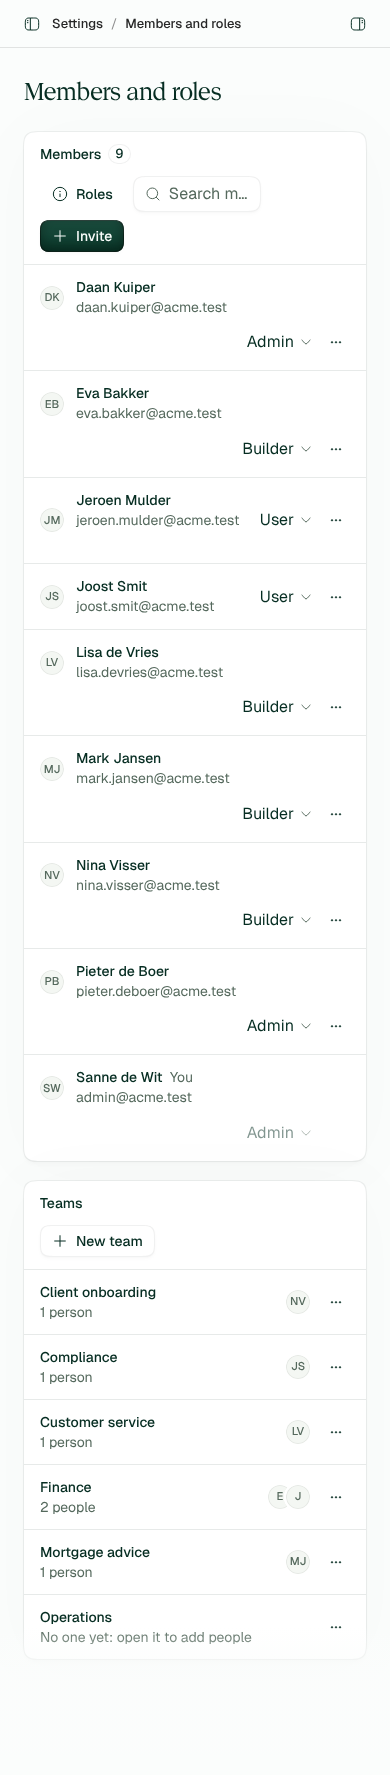 Settings / Members and roles
Members and roles
Members 9
Roles
Search m...
Invite
DK
Daan Kuiper
daan.kuiper@acme.test
Admin
EB
Eva Bakker
eva.bakker@acme.test
Builder
JM
Jeroen Mulder
jeroen.mulder@acme.test
User
JS
Joost Smit
joost.smit@acme.test
User
LV
Lisa de Vries
lisa.devries@acme.test
Builder
MJ
Mark Jansen
mark.jansen@acme.test
Builder
NV
Nina Visser
nina.visser@acme.test
Builder
PB
Pieter de Boer
pieter.deboer@acme.test
Admin
SW
Sanne de Wit You
admin@acme.test
Admin
Teams
New team
Client onboarding
1 person
NV
Compliance
1 person
JS
Customer service
1 person
LV
Finance
2 people
E J
Mortgage advice
1 person
MJ
Operations
No one yet: open it to add people